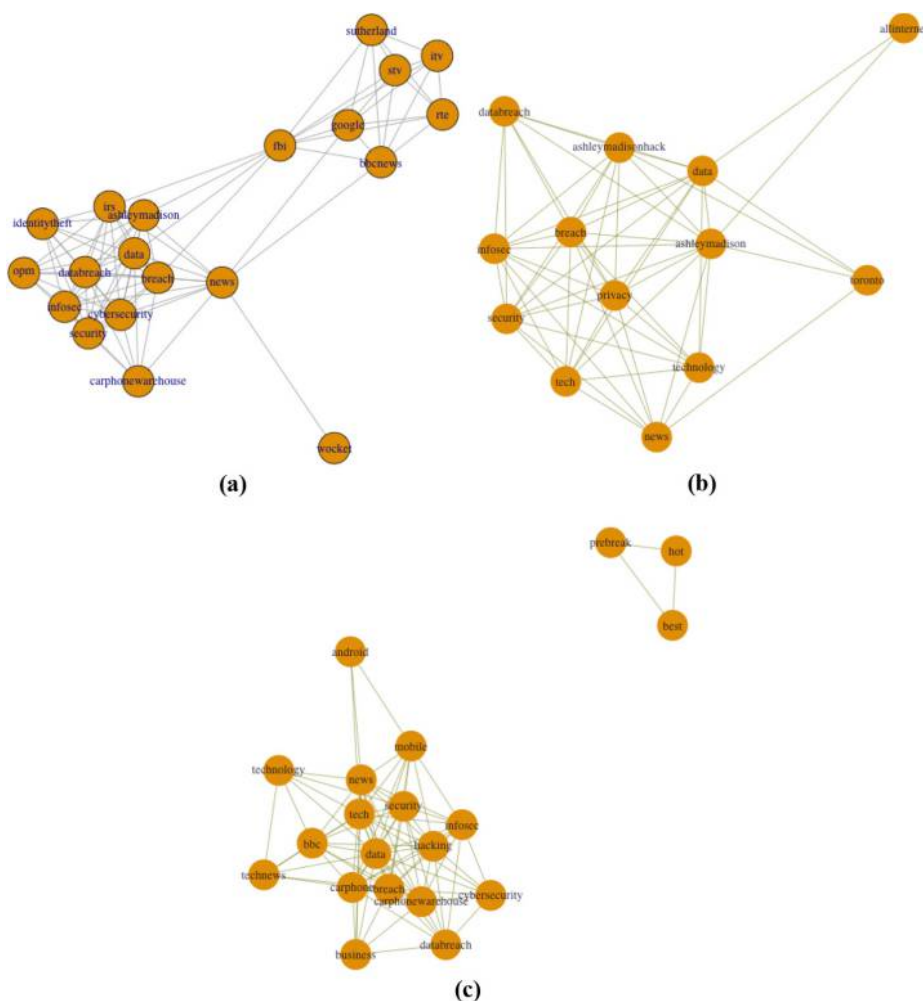 sutherland
itv
stv
rte
google
fbi
bbcnews
irs
ashleymadison
identitytheft
data
opm
databreach
breach
news
infosec
cybersecurity
security
carphonewarehouse
wocket
(a)
allinterne
databreach
ashleymadisonhack
data
breach
ashleymadison
infosec
toronto
privacy
security
technology
tech
news
(b)
prebreak
hot
best
android
mobile
technology
news
security
tech
infosec
bbc
hacking
data
technews
carphone
breach
carphonewarehouse
cybersecurity
databreach
business
(c)